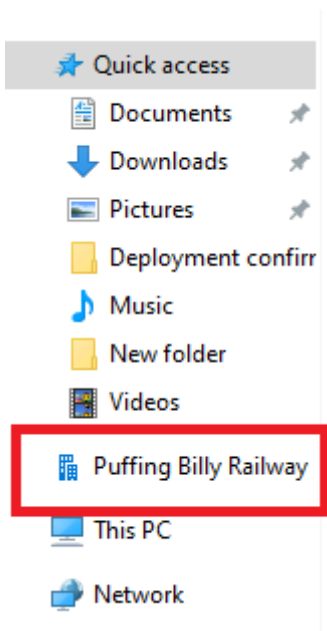 Quick access
Documents
Downloads
Pictures
Deployment confirr
Music
New folder
Videos
Puffing Billy Railway
This PC
Network